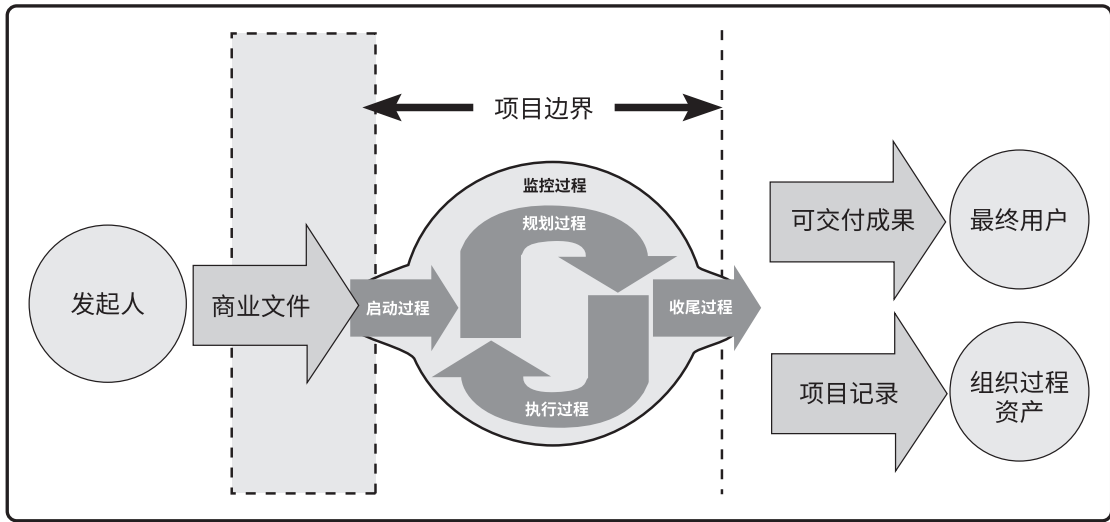 项目边界
监控过程
规划过程
发起人
商业文件
启动过程
收尾过程
执行过程
可交付成果
最终用户
项目记录
组织过程
资产